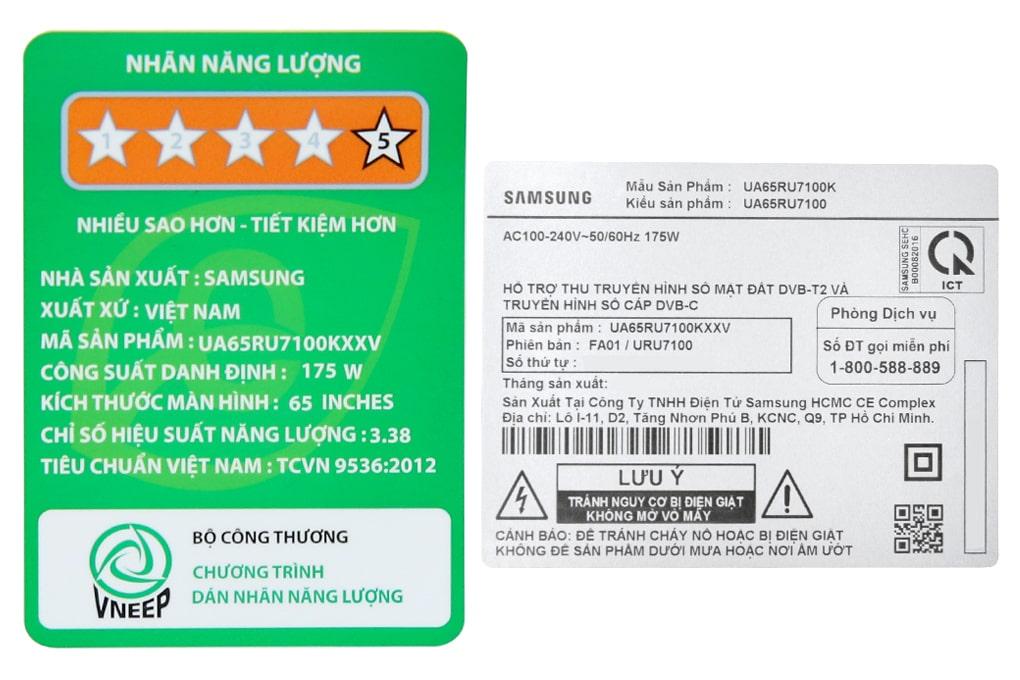 NHÃN NĂNG LƯỢNG
1 2 3 4 5
NHIỀU SAO HƠN - TIẾT KIỆM HƠN
NHÀ SẢN XUẤT : SAMSUNG
XUẤT XỨ : VIỆT NAM
MÃ SẢN PHẨM : UA65RU7100KXXV
CÔNG SUẤT DANH ĐỊNH : 175 W
KÍCH THƯỚC MÀN HÌNH : 65 INCHES
CHỈ SỐ HIỆU SUẤT NĂNG LƯỢNG : 3.38
TIÊU CHUẨN VIỆT NAM : TCVN 9536:2012
VNEEP
BỘ CÔNG THƯƠNG
CHƯƠNG TRÌNH
DÁN NHÃN NĂNG LƯỢNG
SAMSUNG
Mẫu Sản Phẩm : UA65RU7100K
Kiểu sản phẩm : UA65RU7100
AC100-240V~50/60Hz 175W
SAMSUNG SEHC
B00082016
ICT
HỖ TRỢ THU TRUYỀN HÌNH SỐ MẶT ĐẤT DVB-T2 VÀ
TRUYỀN HÌNH SỐ CÁP DVB-C
Mã sản phẩm : UA65RU7100KXXV
Phiên bản : FA01 / URU7100
Số thứ tự :
Phòng Dịch vụ
Số ĐT gọi miễn phí
1-800-588-889
Tháng sản xuất:
Sản Xuất Tại Công Ty TNHH Điện Tử Samsung HCMC CE Complex
Địa chỉ: Lô I-11, D2, Tăng Nhơn Phú B, KCNC, Q9, TP Hồ Chí Minh.
LƯU Ý
TRÁNH NGUY CƠ BỊ ĐIỆN GIẬT
KHÔNG MỞ VỎ MÁY
CẢNH BÁO: ĐỂ TRÁNH CHÁY NỔ HOẶC BỊ ĐIỆN GIẬT
KHÔNG ĐỂ SẢN PHẨM DƯỚI MƯA HOẶC NƠI ẨM ƯỚT